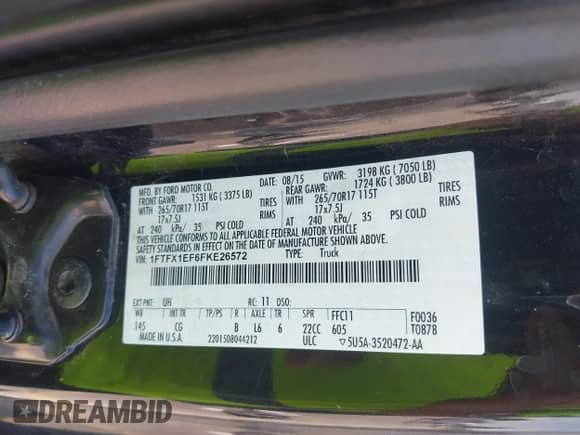 MFD. BY FORD MOTOR CO.
08/15
GVWR: 3198 KG ( 7050 LB)
FRONT GAWR: 1531 KG ( 3375 LB)
REAR GAWR: 1724 KG ( 3800 LB)
WITH 265/70R17 115T TIRES
WITH 265/70R17 115T TIRES
17x7.5J RIMS
17x7.5J RIMS
AT 240 kPa/ 35 PSI COLD
AT 240 kPa/ 35 PSI COLD
THIS VEHICLE CONFORMS TO ALL APPLICABLE FEDERAL MOTOR VEHICLE
SAFETY STANDARDS IN EFFECT ON THE DATE OF MANUFACTURE SHOWN ABOVE.
VIN: 1FTFX1EF6FKE26572
TYPE: Truck
EXT PNT: UH RC: 11 DSO:
WB BRK INT TR TP/PS R AXLE TR SPR
FFC11 F0036
145 CG B L6 6 22CC 605 T0878
MADE IN U.S.A.
2201508044212
ULC ▽5U5A-3520472-AA
DREAMBID